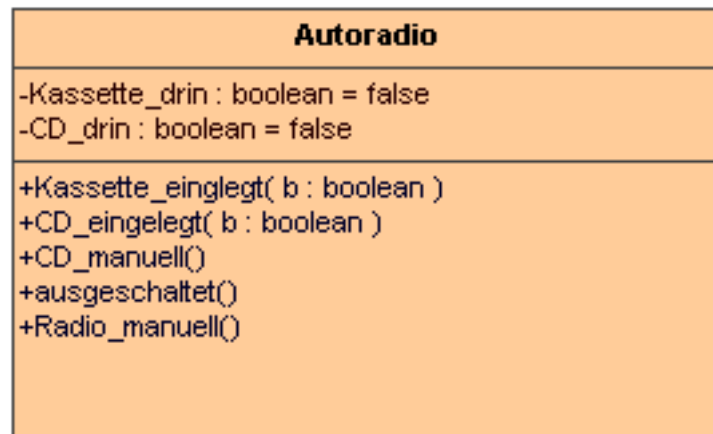 Autoradio
-Kassette_drin : boolean = false
-CD_drin : boolean = false
+Kassette_einglegt( b : boolean )
+CD_eingelegt( b : boolean )
+CD_manuell()
+ausgeschaltet()
+Radio_manuell()